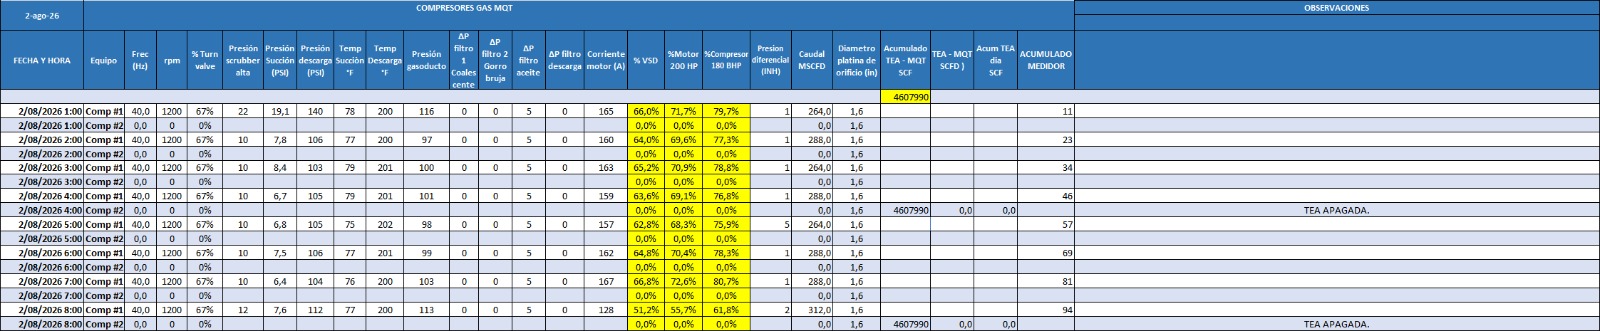 2-ago-26 COMPRESORES GAS MQT OBSERVACIONES
FECHA Y HORA Equipo Frec (Hz) rpm % Turn valve Presión scrubber alta Presión Succión (PSI) Presión descarga (PSI) Temp Succiòn °F Temp Descarga °F Presión gasoducto ΔP filtro 1 Coales cente ΔP filtro 2 Gorro bruja ΔP filtro aceite ΔP filtro descarga Corriente motor (A) % VSD %Motor 200 HP %Compresor 180 BHP Presion diferencial (INH) Caudal MSCFD Diametro platina de orificio (in) Acumulado TEA - MQT SCF TEA - MQT SCFD ) Acum TEA dia SCF ACUMULADO MEDIDOR
4607990
2/08/2026 1:00 Comp #1 40,0 1200 67% 22 19,1 140 78 200 116 0 0 5 0 165 66,0% 71,7% 79,7% 1 264,0 1,6 11
2/08/2026 1:00 Comp #2 0,0 0 0% 0,0% 0,0% 0,0% 0,0 1,6
2/08/2026 2:00 Comp #1 40,0 1200 67% 10 7,8 106 77 200 97 0 0 5 0 160 64,0% 69,6% 77,3% 1 288,0 1,6 23
2/08/2026 2:00 Comp #2 0,0 0 0% 0,0% 0,0% 0,0% 0,0 1,6
2/08/2026 3:00 Comp #1 40,0 1200 67% 10 8,4 103 79 201 100 0 0 5 0 163 65,2% 70,9% 78,8% 1 264,0 1,6 34
2/08/2026 3:00 Comp #2 0,0 0 0% 0,0% 0,0% 0,0% 0,0 1,6
2/08/2026 4:00 Comp #1 40,0 1200 67% 10 6,7 105 79 201 101 0 0 5 0 159 63,6% 69,1% 76,8% 1 288,0 1,6 46
2/08/2026 4:00 Comp #2 0,0 0 0% 0,0% 0,0% 0,0% 0,0 1,6 4607990 0,0 0,0 TEA APAGADA.
2/08/2026 5:00 Comp #1 40,0 1200 67% 10 6,8 105 75 202 98 0 0 5 0 157 62,8% 68,3% 75,9% 5 264,0 1,6 57
2/08/2026 5:00 Comp #2 0,0 0 0% 0,0% 0,0% 0,0% 0,0 1,6
2/08/2026 6:00 Comp #1 40,0 1200 67% 10 7,5 106 77 201 99 0 0 5 0 162 64,8% 70,4% 78,3% 1 288,0 1,6 69
2/08/2026 6:00 Comp #2 0,0 0 0% 0,0% 0,0% 0,0% 0,0 1,6
2/08/2026 7:00 Comp #1 40,0 1200 67% 10 6,4 104 76 200 103 0 0 5 0 167 66,8% 72,6% 80,7% 1 288,0 1,6 81
2/08/2026 7:00 Comp #2 0,0 0 0% 0,0% 0,0% 0,0% 0,0 1,6
2/08/2026 8:00 Comp #1 40,0 1200 67% 12 7,6 112 77 200 113 0 0 5 0 128 51,2% 55,7% 61,8% 2 312,0 1,6 94
2/08/2026 8:00 Comp #2 0,0 0 0% 0,0% 0,0% 0,0% 0,0 1,6 4607990 0,0 0,0 TEA APAGADA.